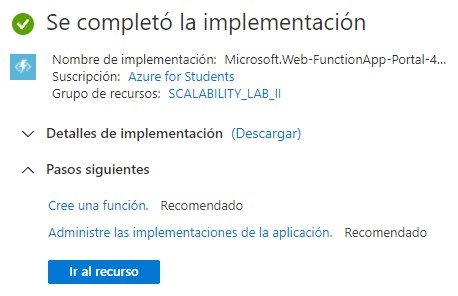 Se completó la implementación
Nombre de implementación: Microsoft.Web-FunctionApp-Portal-4...
Suscripción: Azure for Students
Grupo de recursos: SCALABILITY_LAB_II
Detalles de implementación (Descargar)
Pasos siguientes
Cree una función. Recomendado
Administre las implementaciones de la aplicación. Recomendado
Ir al recurso